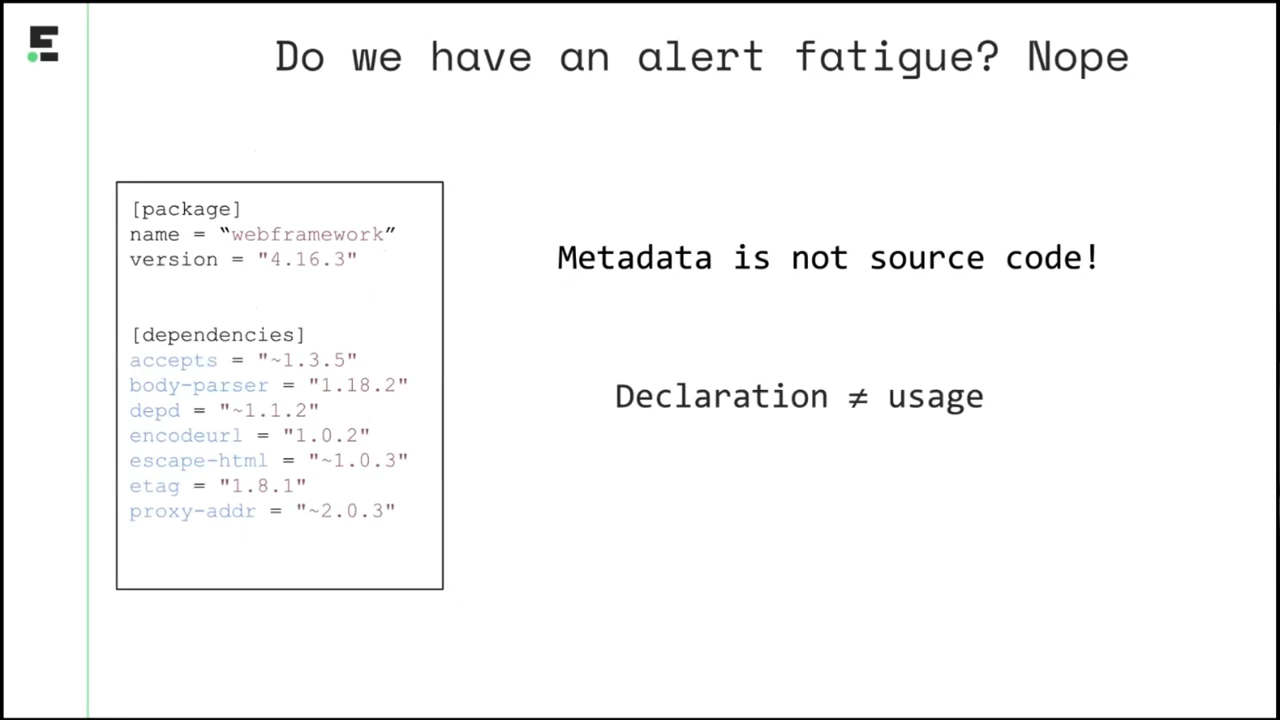 Do we have an alert fatigue? Nope
[package]
name = “webframework”
version = "4.16.3"
[dependencies]
accepts = "~1.3.5"
body-parser = "1.18.2"
depd = "~1.1.2"
encodeurl = "1.0.2"
escape-html = "~1.0.3"
etag = "1.8.1"
proxy-addr = "~2.0.3"
Metadata is not source code!
Declaration ≠ usage